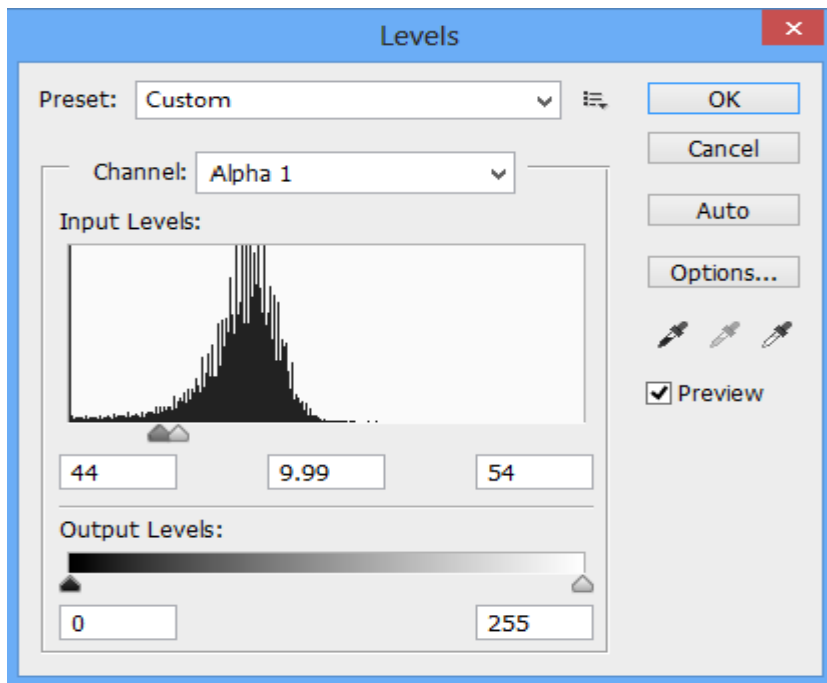 Levels
Preset: Custom
OK
Cancel
Channel: Alpha 1
Auto
Input Levels:
Options...
Preview
44 9.99 54
Output Levels:
0 255